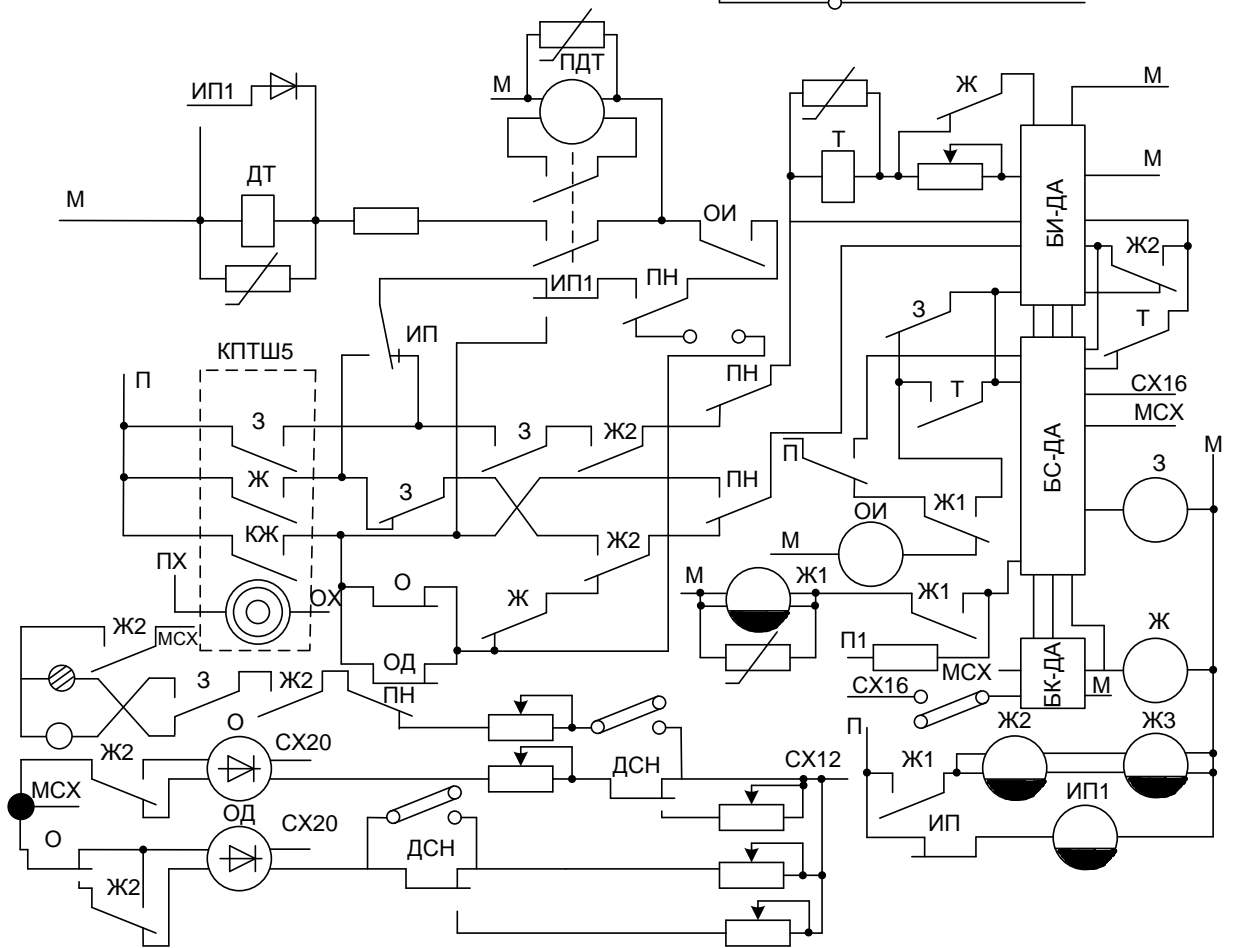 ПДТ
М
ИП1
Ж
М
Т
ДТ
М
М
ОИ
БИ-ДА
Ж2
ИП1
ПН
З
Т
ИП
КПТШ5
П
ПН
СХ16
Т
МСХ
З
З
Ж2
М
П
БС-ДА
З
Ж
З
ПН
Ж1
ОИ
КЖ
Ж2
М
ПХ
О
М
Ж1
Ж
Ж1
ОХ
Ж2
МСХ
Ж
П1
ОД
МСХ
З
Ж2
ПН
СХ16
БК-ДА
М
О
П
Ж2
Ж3
Ж2
СХ20
СХ12
Ж1
ДСН
МСХ
ИП1
ОД
СХ20
ИП
О
ДСН
Ж2